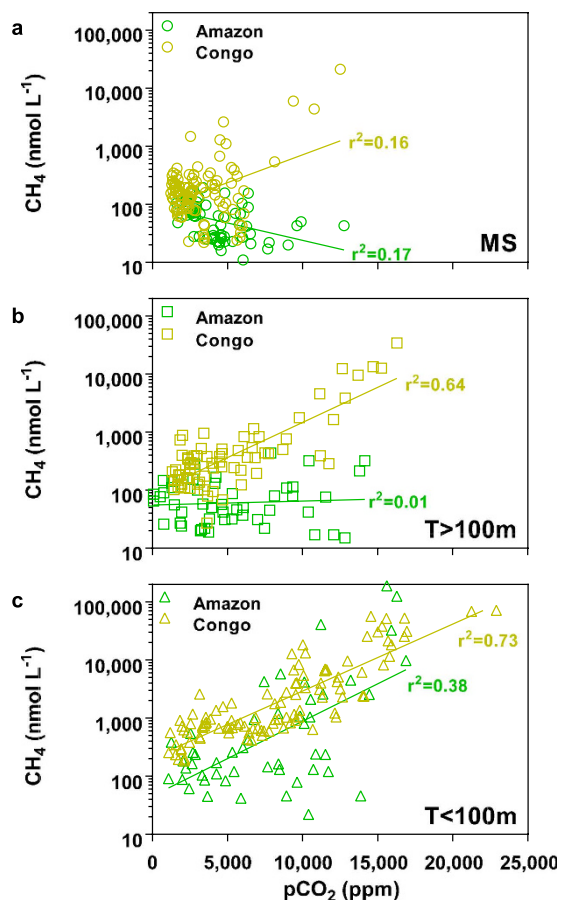 a
Amazon
Congo
100,000
10,000
1,000
100
10
CH₄ (nmol L⁻¹)
r²=0.16
r²=0.17
MS
b
Amazon
Congo
100,000
10,000
1,000
100
10
CH₄ (nmol L⁻¹)
r²=0.64
r²=0.01
T>100m
c
Amazon
Congo
100,000
10,000
1,000
100
10
CH₄ (nmol L⁻¹)
r²=0.73
r²=0.38
T<100m
0 5,000 10,000 15,000 20,000 25,000
pCO₂ (ppm)